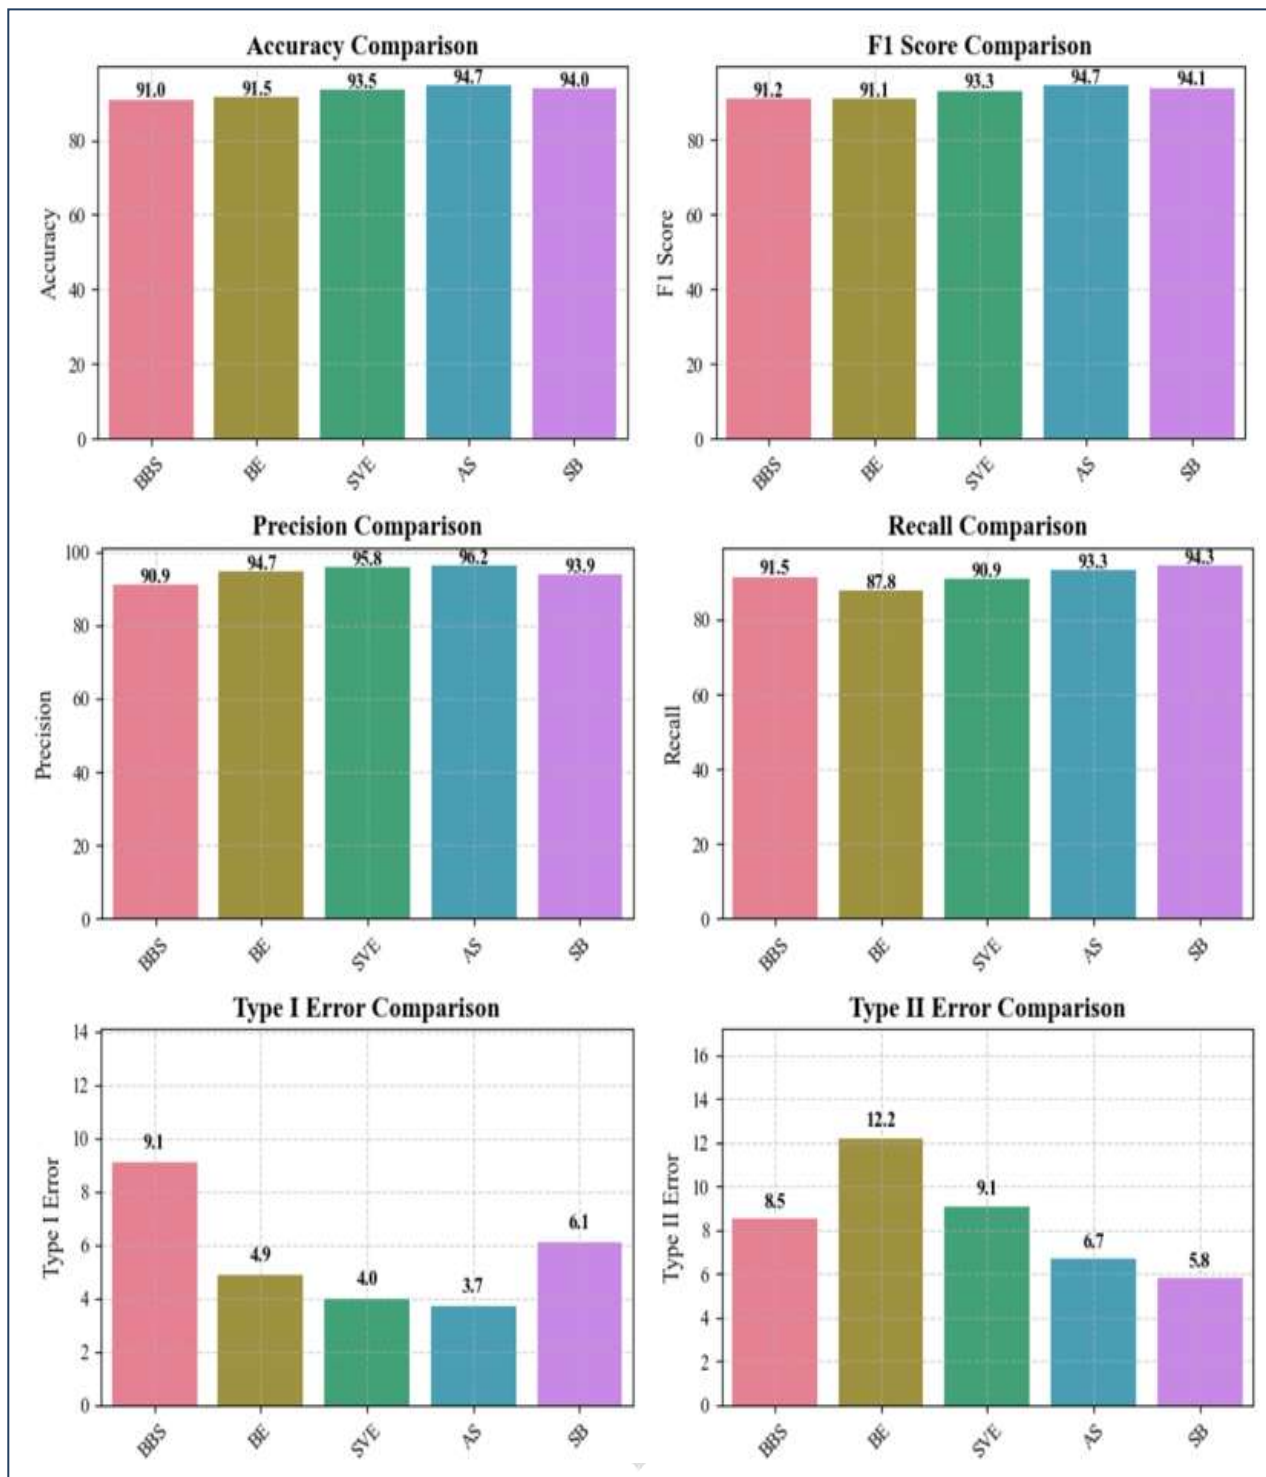 Accuracy Comparison
91.0 91.5 93.5 94.7 94.0
80
60
40
20
0
Accuracy
BBS BE SVE AS SB
F1 Score Comparison
91.2 91.1 93.3 94.7 94.1
80
60
40
20
0
F1 Score
BBS BE SVE AS SB
Precision Comparison
90.9 94.7 95.8 96.2 93.9
100
80
60
40
20
0
Precision
BBS BE SVE AS SB
Recall Comparison
91.5 87.8 90.9 93.3 94.3
80
60
40
20
0
Recall
BBS BE SVE AS SB
Type I Error Comparison
9.1 4.9 4.0 3.7 6.1
14
12
10
8
6
4
2
0
Type I Error
BBS BE SVE AS SB
Type II Error Comparison
8.5 12.2 9.1 6.7 5.8
16
14
12
10
8
6
4
2
0
Type II Error
BBS BE SVE AS SB